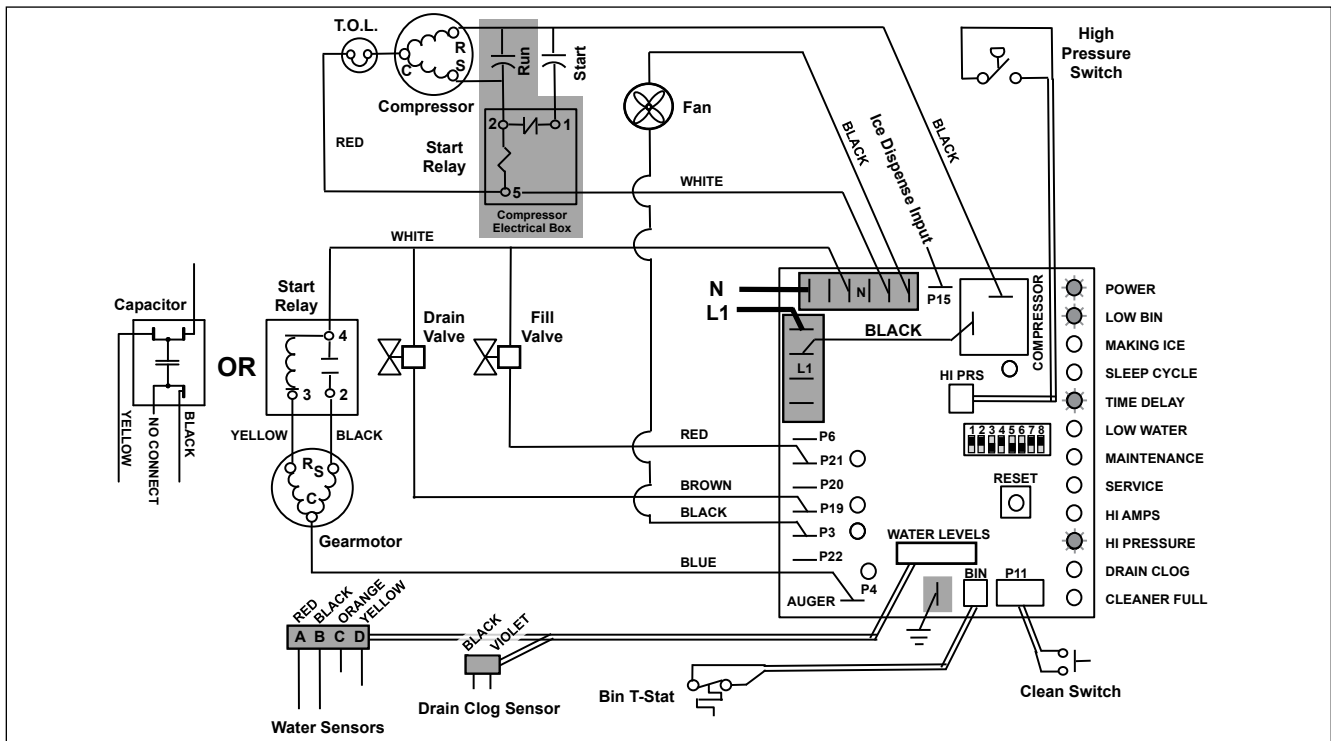 T.O.L.
R
S
C
Compressor
Run
Start
2
1
5
Start
Relay
Compressor
Electrical Box
RED
WHITE
Fan
BLACK
Ice Dispense Input
BLACK
High
Pressure
Switch
WHITE
Capacitor
YELLOW
NO CONNECT
BLACK
OR
Start
Relay
4
3
2
YELLOW
BLACK
R
S
C
Gearmotor
Drain
Valve
Fill
Valve
N
L1
N
P15
BLACK
L1
COMPRESSOR
HI PRS
1 2 3 4 5 6 7 8
RESET
RED
BROWN
BLACK
BLUE
P6
P21
P20
P19
P3
P22
P4
AUGER
WATER LEVELS
BIN
P11
POWER
LOW BIN
MAKING ICE
SLEEP CYCLE
TIME DELAY
LOW WATER
MAINTENANCE
SERVICE
HI AMPS
HI PRESSURE
DRAIN CLOG
CLEANER FULL
RED
BLACK
ORANGE
YELLOW
A B C D
Water Sensors
BLACK
VIOLET
Drain Clog Sensor
Bin T-Stat
Clean Switch